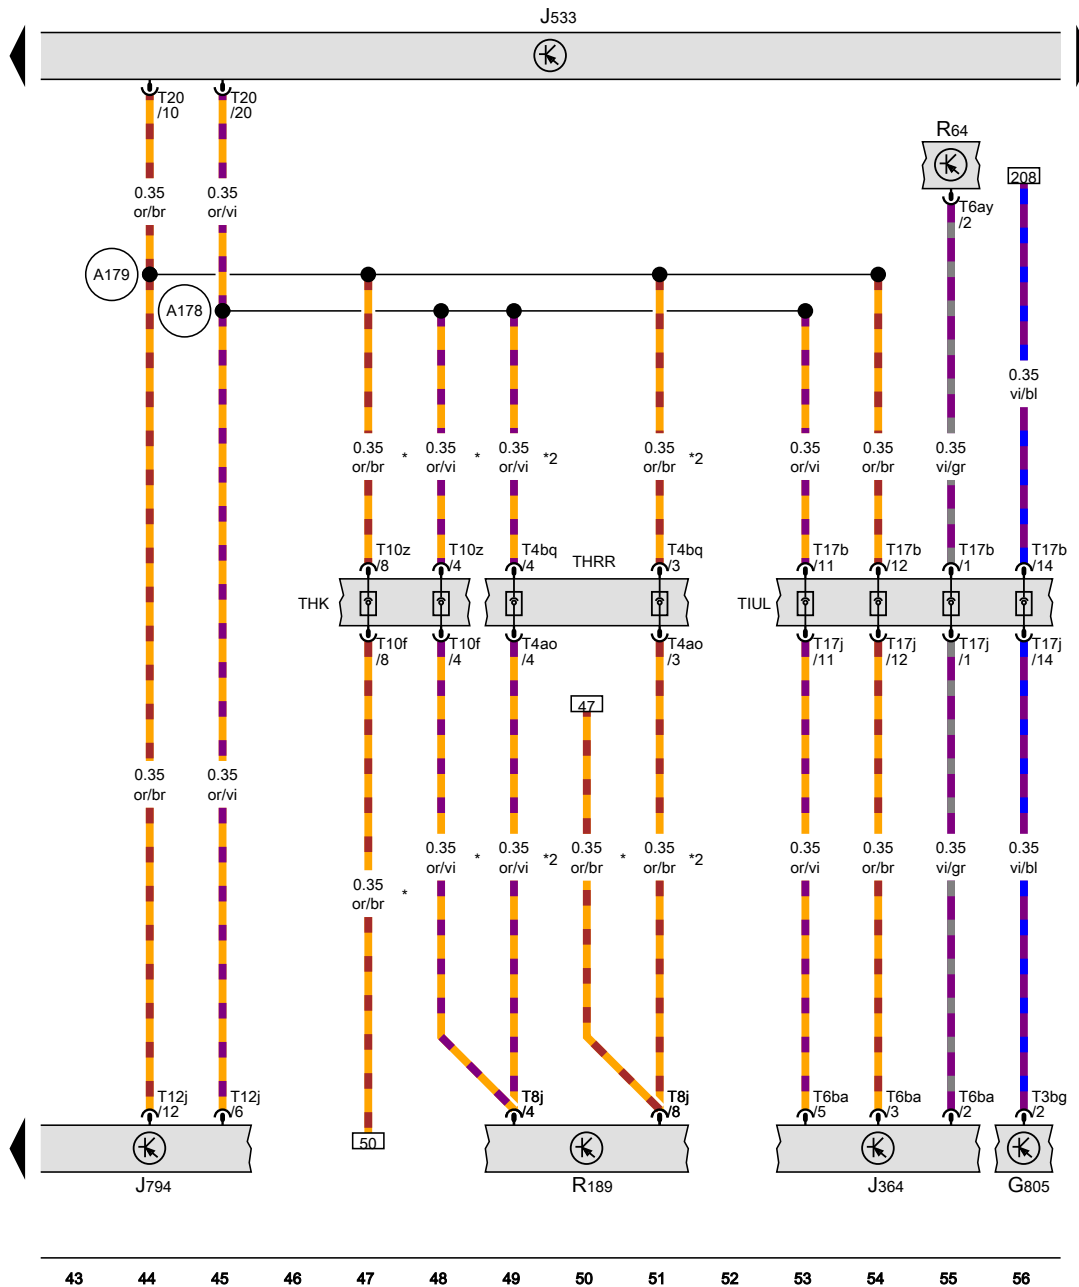 J533
T20 T20
/10 /20
R64
208
0.35 0.35
or/br or/vi
T6ay
/2
A179
A178
0.35
vi/bl
0.35 0.35 0.35 0.35 0.35 0.35 0.35
or/br * or/vi * or/vi *2 or/br *2 or/vi or/br vi/gr
T10z T10z T4bq THRR T4bq T17b T17b T17b T17b
/8 /4 /4 /3 /11 /12 /1 /14
THK TIUL
T10f T10f T4ao T4ao T17j T17j T17j T17j
/8 /4 /4 /3 /11 /12 /1 /14
47
0.35 0.35
or/br or/vi
0.35 0.35 0.35 0.35 0.35 0.35 0.35 0.35
or/vi * or/vi *2 or/br * or/br *2 or/vi or/br vi/gr vi/bl
0.35
or/br *
T12j T12j T8j T8j T6ba T6ba T6ba T3bg
/12 /6 /4 /8 /5 /3 /2 /2
50
J794 R189 J364 G805
43 44 45 46 47 48 49 50 51 52 53 54 55 56